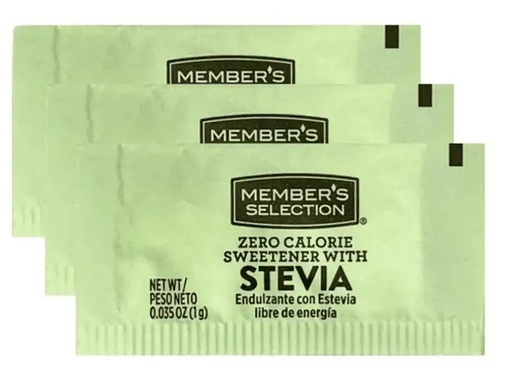 MEMBER'S
MEMBER'S
MEMBER'S
SELECTION®
ZERO CALORIE
SWEETENER WITH
STEVIA
Endulzante con Estevia
libre de energía
NET WT/
PESO NETO
0.035 OZ (1g)